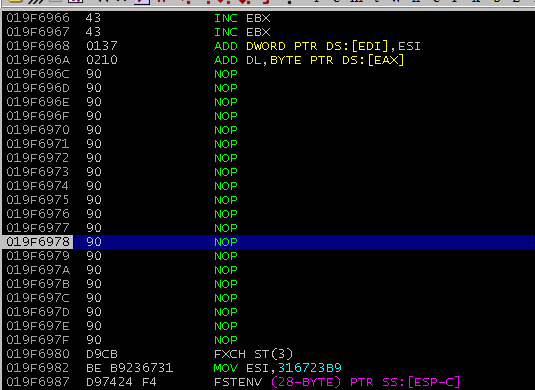 019F6966 43 INC EBX
019F6967 43 INC EBX
019F6968 0137 ADD DWORD PTR DS:[EDI],ESI
019F696A 0210 ADD DL,BYTE PTR DS:[EAX]
019F696C 90 NOP
019F696D 90 NOP
019F696E 90 NOP
019F696F 90 NOP
019F6970 90 NOP
019F6971 90 NOP
019F6972 90 NOP
019F6973 90 NOP
019F6974 90 NOP
019F6975 90 NOP
019F6976 90 NOP
019F6977 90 NOP
019F6978 90 NOP
019F6979 90 NOP
019F697A 90 NOP
019F697B 90 NOP
019F697C 90 NOP
019F697D 90 NOP
019F697E 90 NOP
019F697F 90 NOP
019F6980 D9CB FXCH ST(3)
019F6982 BE B9236731 MOV ESI,316723B9
019F6987 D97424 F4 FSTENV (28-BYTE) PTR SS:[ESP-C]